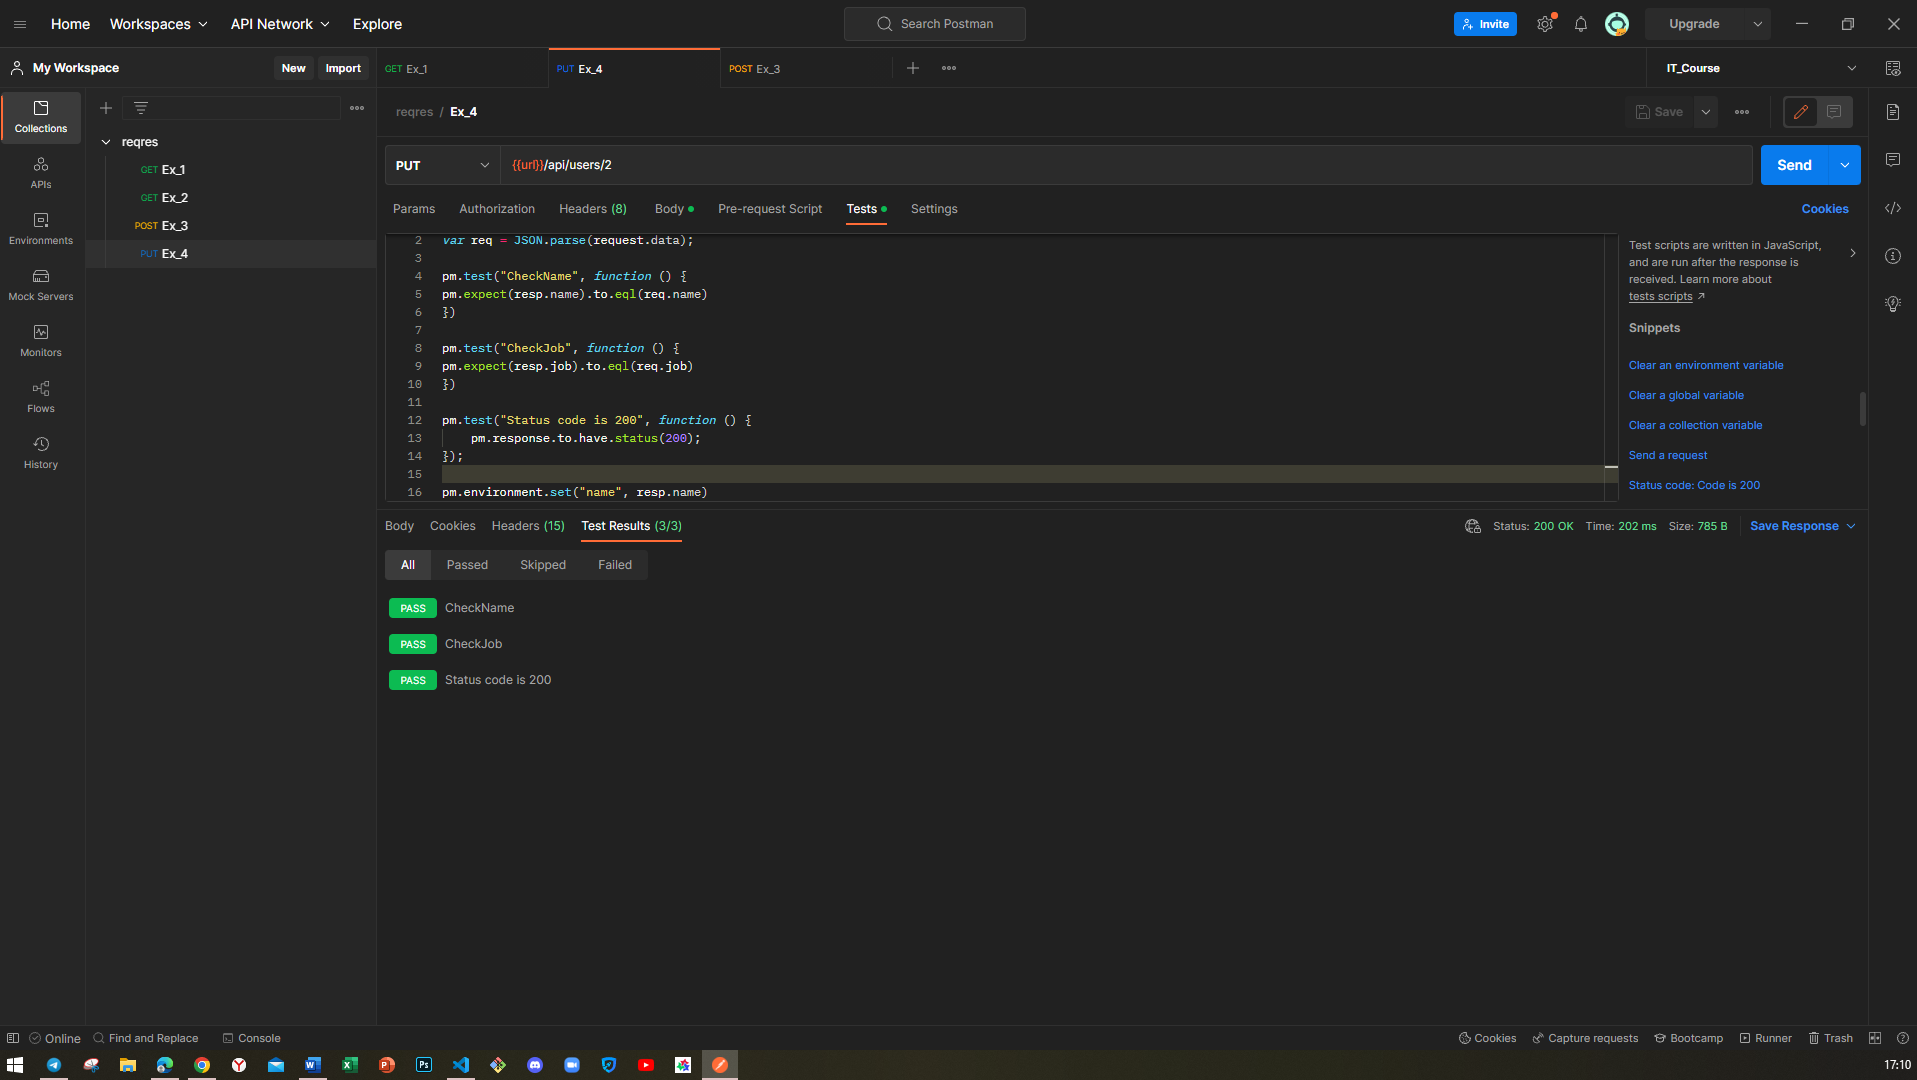 Home Workspaces API Network Explore Search Postman Invite Upgrade
My Workspace New Import GET Ex_1 PUT Ex_4 POST Ex_3 IT_Course
Collections
APIs
Environments
Mock Servers
Monitors
Flows
History
reqres
GET Ex_1
GET Ex_2
POST Ex_3
PUT Ex_4
reqres / Ex_4 Save
PUT {{url}}/api/users/2 Send
Params Authorization Headers (8) Body Pre-request Script Tests Settings Cookies
2 var req = JSON.parse(request.data);
3
4 pm.test("CheckName", function () {
5 pm.expect(resp.name).to.eql(req.name)
6 })
7
8 pm.test("CheckJob", function () {
9 pm.expect(resp.job).to.eql(req.job)
10 })
11
12 pm.test("Status code is 200", function () {
13 pm.response.to.have.status(200);
14 });
15
16 pm.environment.set("name", resp.name)
Test scripts are written in JavaScript,
and are run after the response is
received. Learn more about
tests scripts ↗
Snippets
Clear an environment variable
Clear a global variable
Clear a collection variable
Send a request
Status code: Code is 200
Body Cookies Headers (15) Test Results (3/3) Status: 200 OK Time: 202 ms Size: 785 B Save Response
All Passed Skipped Failed
PASS CheckName
PASS CheckJob
PASS Status code is 200
Online Find and Replace Console Cookies Capture requests Bootcamp Runner Trash
17:10